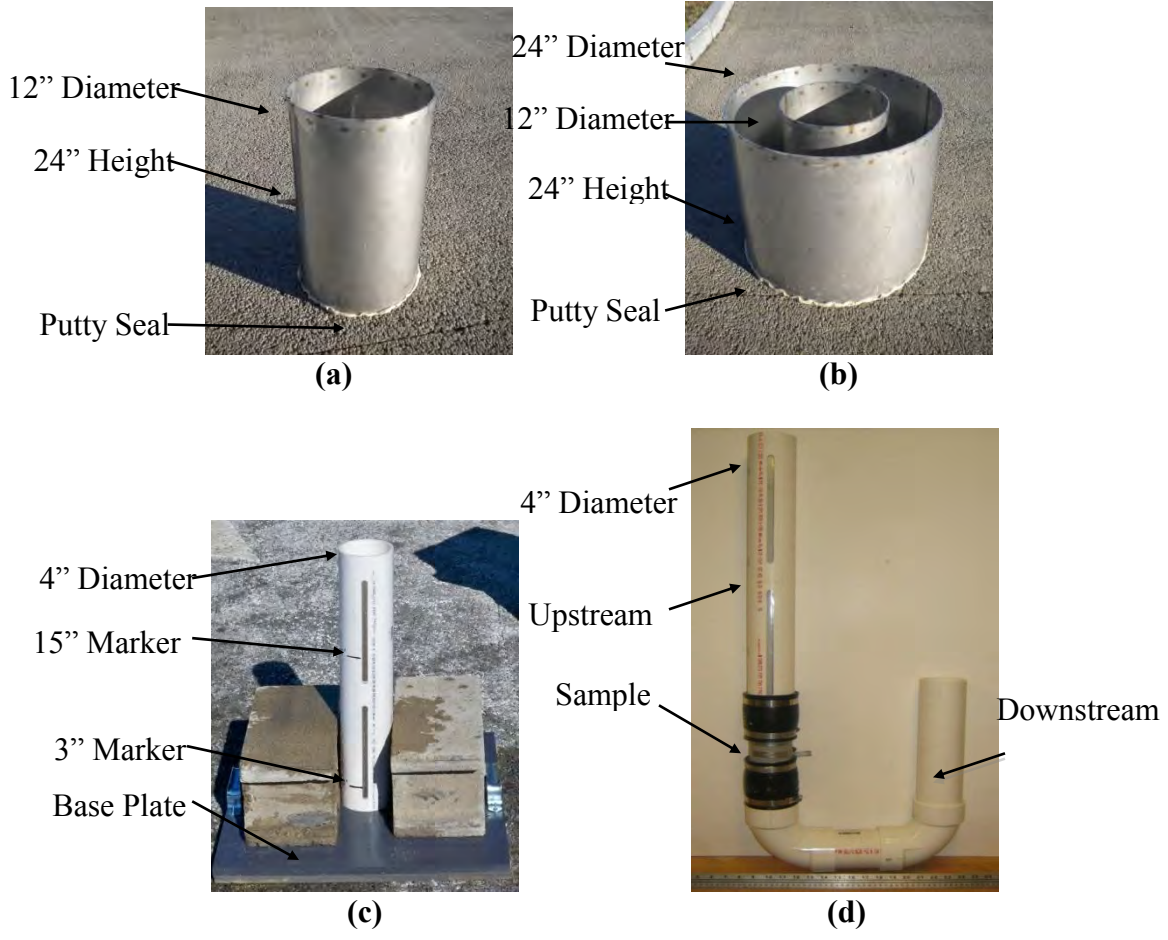 12” Diameter
24” Height
Putty Seal
(a)
24” Diameter
12” Diameter
24” Height
Putty Seal
(b)
4” Diameter
15” Marker
3” Marker
Base Plate
(c)
4” Diameter
Upstream
Sample
Downstream
(d)